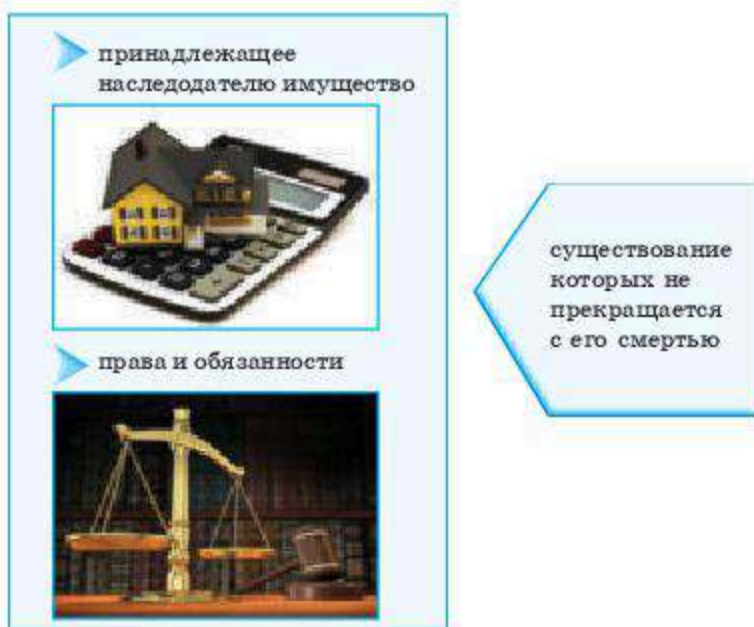 принадлежащее
наследодателю имущество
права и обязанности
существование
которых не
прекращается
с его смертью